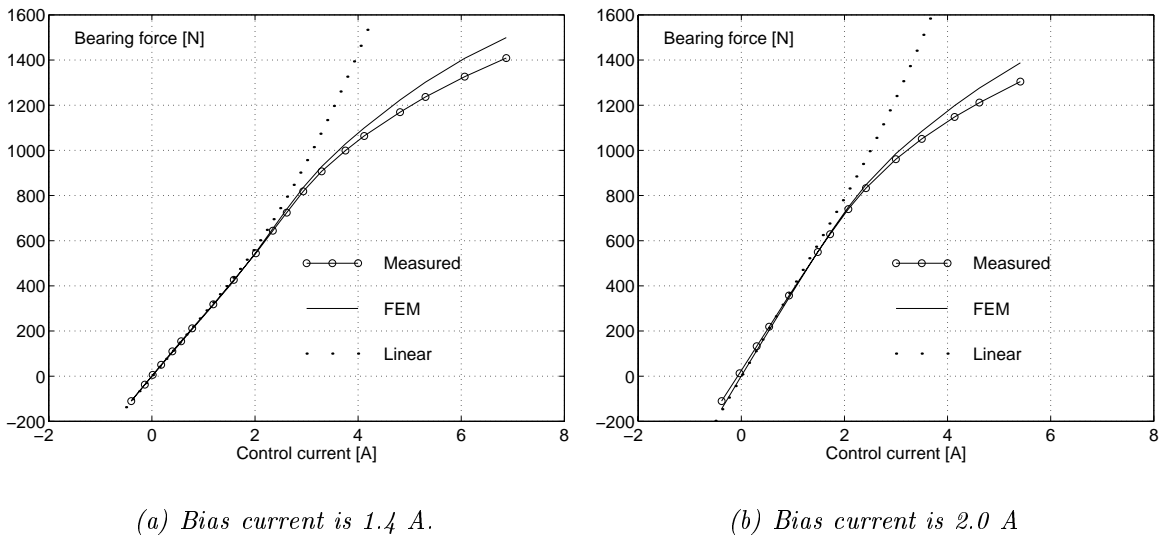 1600
1400
1200
1000
800
600
400
200
0
−200
Bearing force [N]
Measured
FEM
Linear
−2 0 2 4 6 8
Control current [A]
(a) Bias current is 1.4 A.
1600
1400
1200
1000
800
600
400
200
0
−200
Bearing force [N]
Measured
FEM
Linear
−2 0 2 4 6 8
Control current [A]
(b) Bias current is 2.0 A